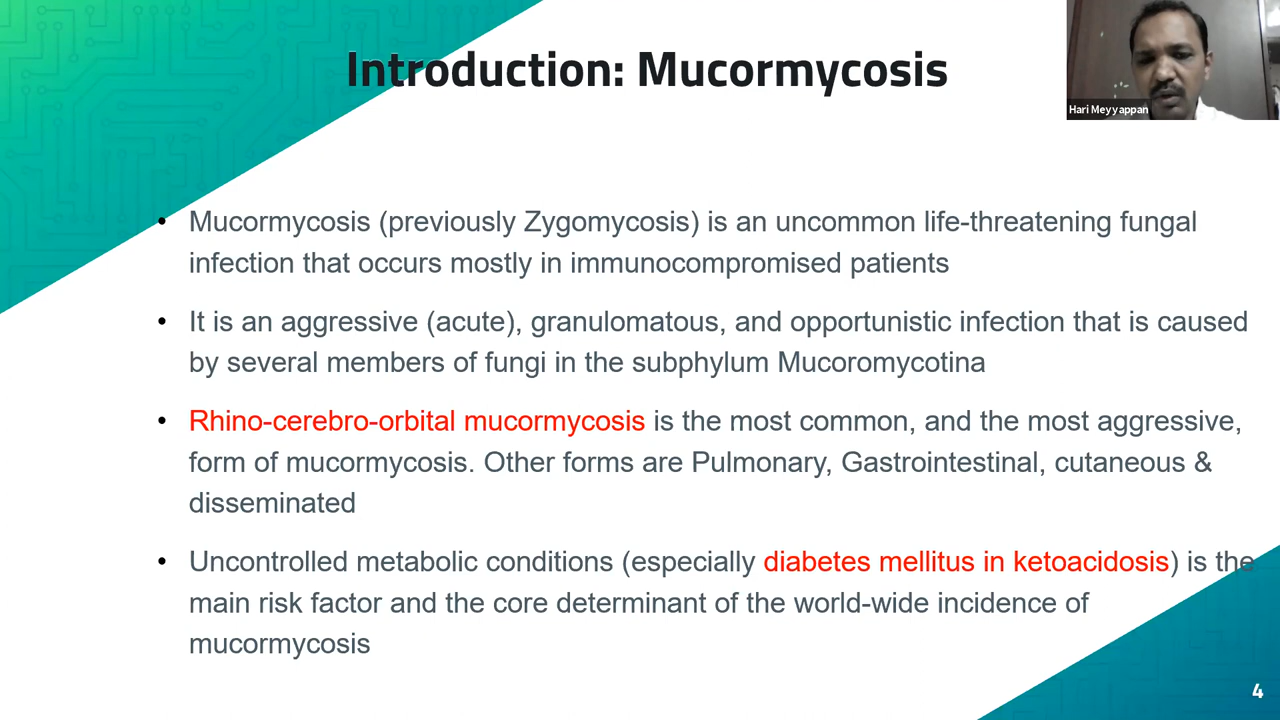 Introduction: Mucormycosis
Hari Meyyappan
• Mucormycosis (previously Zygomycosis) is an uncommon life-threatening fungal
infection that occurs mostly in immunocompromised patients
• It is an aggressive (acute), granulomatous, and opportunistic infection that is caused
by several members of fungi in the subphylum Mucoromycotina
• Rhino-cerebro-orbital mucormycosis is the most common, and the most aggressive,
form of mucormycosis. Other forms are Pulmonary, Gastrointestinal, cutaneous &
disseminated
• Uncontrolled metabolic conditions (especially diabetes mellitus in ketoacidosis) is the
main risk factor and the core determinant of the world-wide incidence of
mucormycosis
4